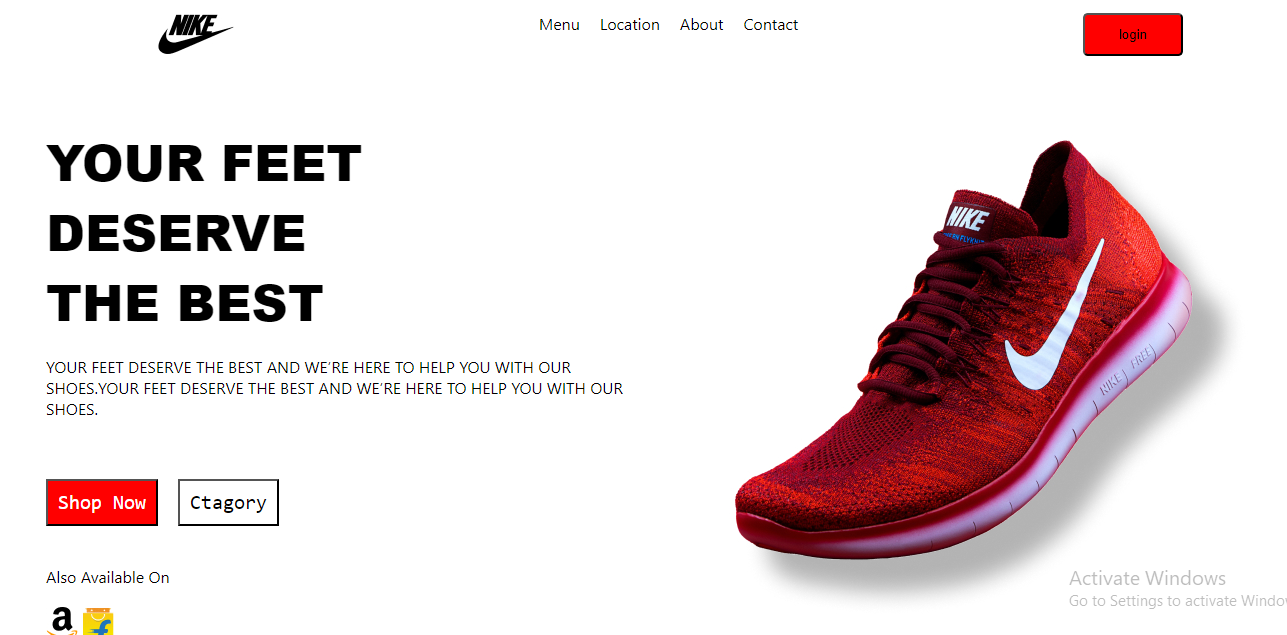 NIKE
Menu Location About Contact
login
YOUR FEET
DESERVE
THE BEST
YOUR FEET DESERVE THE BEST AND WE'RE HERE TO HELP YOU WITH OUR
SHOES.YOUR FEET DESERVE THE BEST AND WE'RE HERE TO HELP YOU WITH OUR
SHOES.
NIKE
NIKE FREE
Shop Now Ctagory
Also Available On
a
f
Activate Windows
Go to Settings to activate Windo